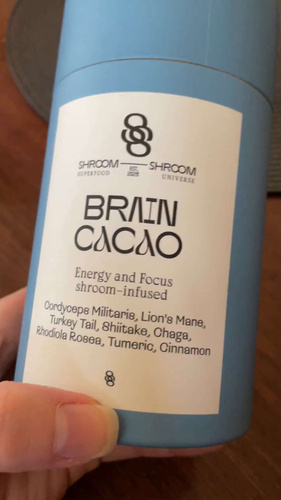 SHROOM EST. SHROOM
SUPERFOOD UNIVERSE
BRAIN
CACAO
Energy and Focus
shroom-infused
Cordyceps Militaris, Lion's Mane,
Turkey Tail, Shiitake, Chaga,
Rhodiola Rosea, Tumeric, Cinnamon